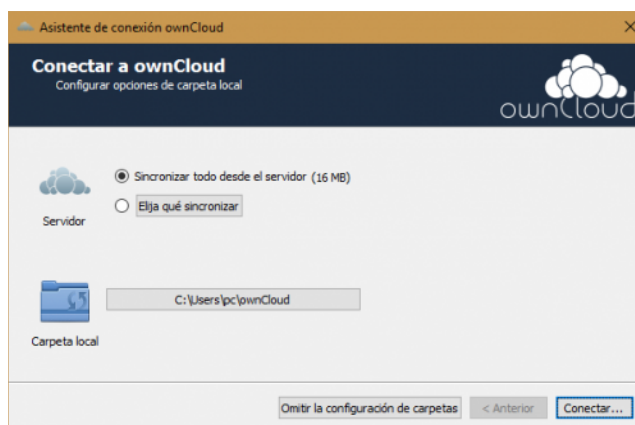 Asistente de conexión ownCloud
Conectar a ownCloud
Configurar opciones de carpeta local
ownCloud
Sincronizar todo desde el servidor (16 MB)
Elija qué sincronizar
Servidor
C:\Users\pc\ownCloud
Carpeta local
Omitir la configuración de carpetas
< Anterior
Conectar...